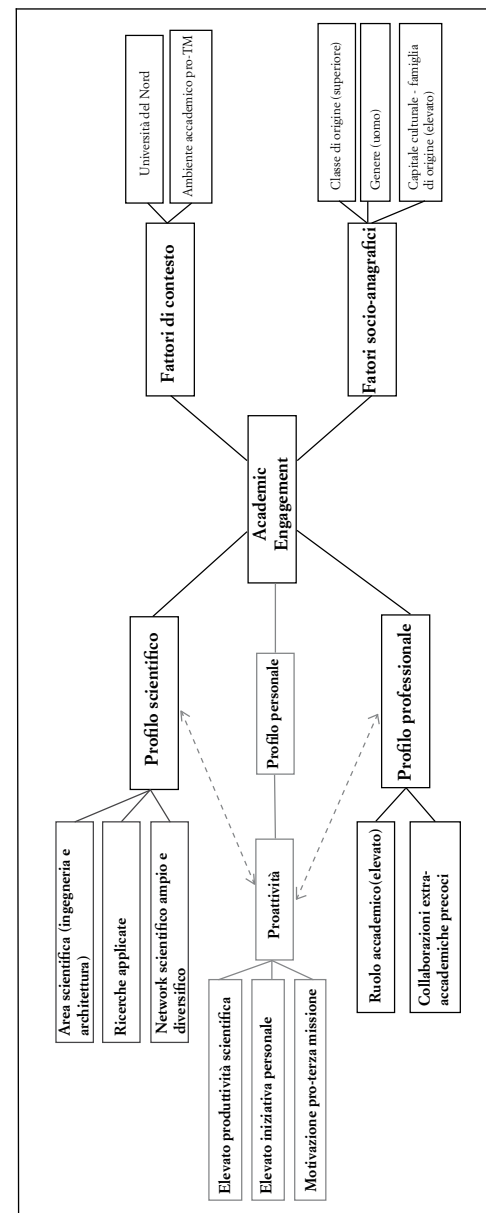 Area scientifica (ingegneria e
architettura)
Ricerche applicate
Network scientifico ampio e
diversifico
Profilo scientifico
Università del Nord
Ambiente accademico pro-TM
Fattori di contesto
Elevato produttività scientifica
Elevato iniziativa personale
Motivazione pro-terza missione
Proattività
Profilo personale
Academic
Engagement
Ruolo accademico(elevato)
Collaborazioni extra-
accademiche precoci
Profilo professionale
Fatori socio-anagrafici
Classe di origine (superiore)
Genere (uomo)
Capitale culturale - famiglia
di origine (elevato)